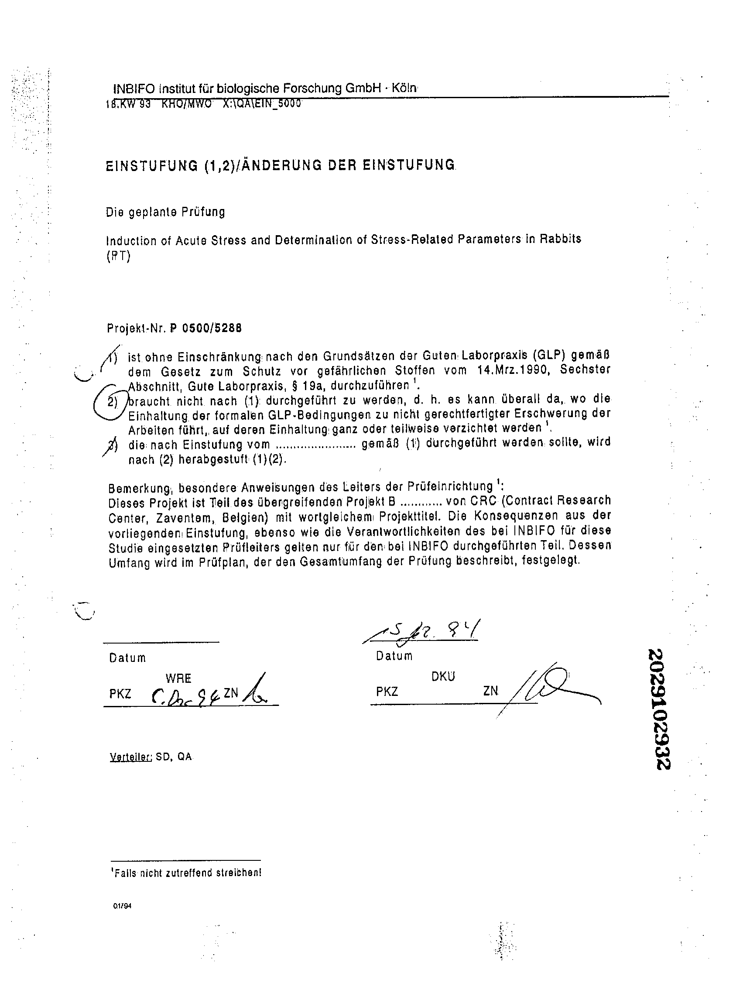 INBIFO Institut für biologische Forschung GmbH · Köln
18.KW 93 KHO/MWO X:\QA\EIN_5000
EINSTUFUNG (1,2)/ÄNDERUNG DER EINSTUFUNG
Die geplante Prüfung
Induction of Acute Stress and Determination of Stress-Related Parameters in Rabbits
(PT)
Projekt-Nr. P 0500/5288
1) ist ohne Einschränkung nach den Grundsätzen der Guten Laborpraxis (GLP) gemäß
dem Gesetz zum Schutz vor gefährlichen Stoffen vom 14.Mrz.1990, Sechster
Abschnitt, Gute Laborpraxis, § 19a, durchzuführen ¹.
2) braucht nicht nach (1) durchgeführt zu werden, d. h. es kann überall da, wo die
Einhaltung der formalen GLP-Bedingungen zu nicht gerechtfertigter Erschwerung der
Arbeiten führt, auf deren Einhaltung ganz oder teilweise verzichtet werden ¹.
3) die nach Einstufung vom ....................... gemäß (1) durchgeführt werden sollte, wird
nach (2) herabgestuft (1)(2).
Bemerkung, besondere Anweisungen des Leiters der Prüfeinrichtung ¹:
Dieses Projekt ist Teil des übergreifenden Projekt B ............ von CRC (Contract Research
Center, Zaventem, Belgien) mit wortgleichem Projekttitel. Die Konsequenzen aus der
vorliegenden Einstufung, ebenso wie die Verantwortlichkeiten des bei INBIFO für diese
Studie eingesetzten Prüfleiters gelten nur für den bei INBIFO durchgeführten Teil. Dessen
Umfang wird im Prüfplan, der den Gesamtumfang der Prüfung beschreibt, festgelegt.
Datum
WRE
PKZ ZN
Datum
DKÜ
PKZ ZN
Verteiler: SD, QA
2029102932
¹Falls nicht zutreffend streichen!
01/94